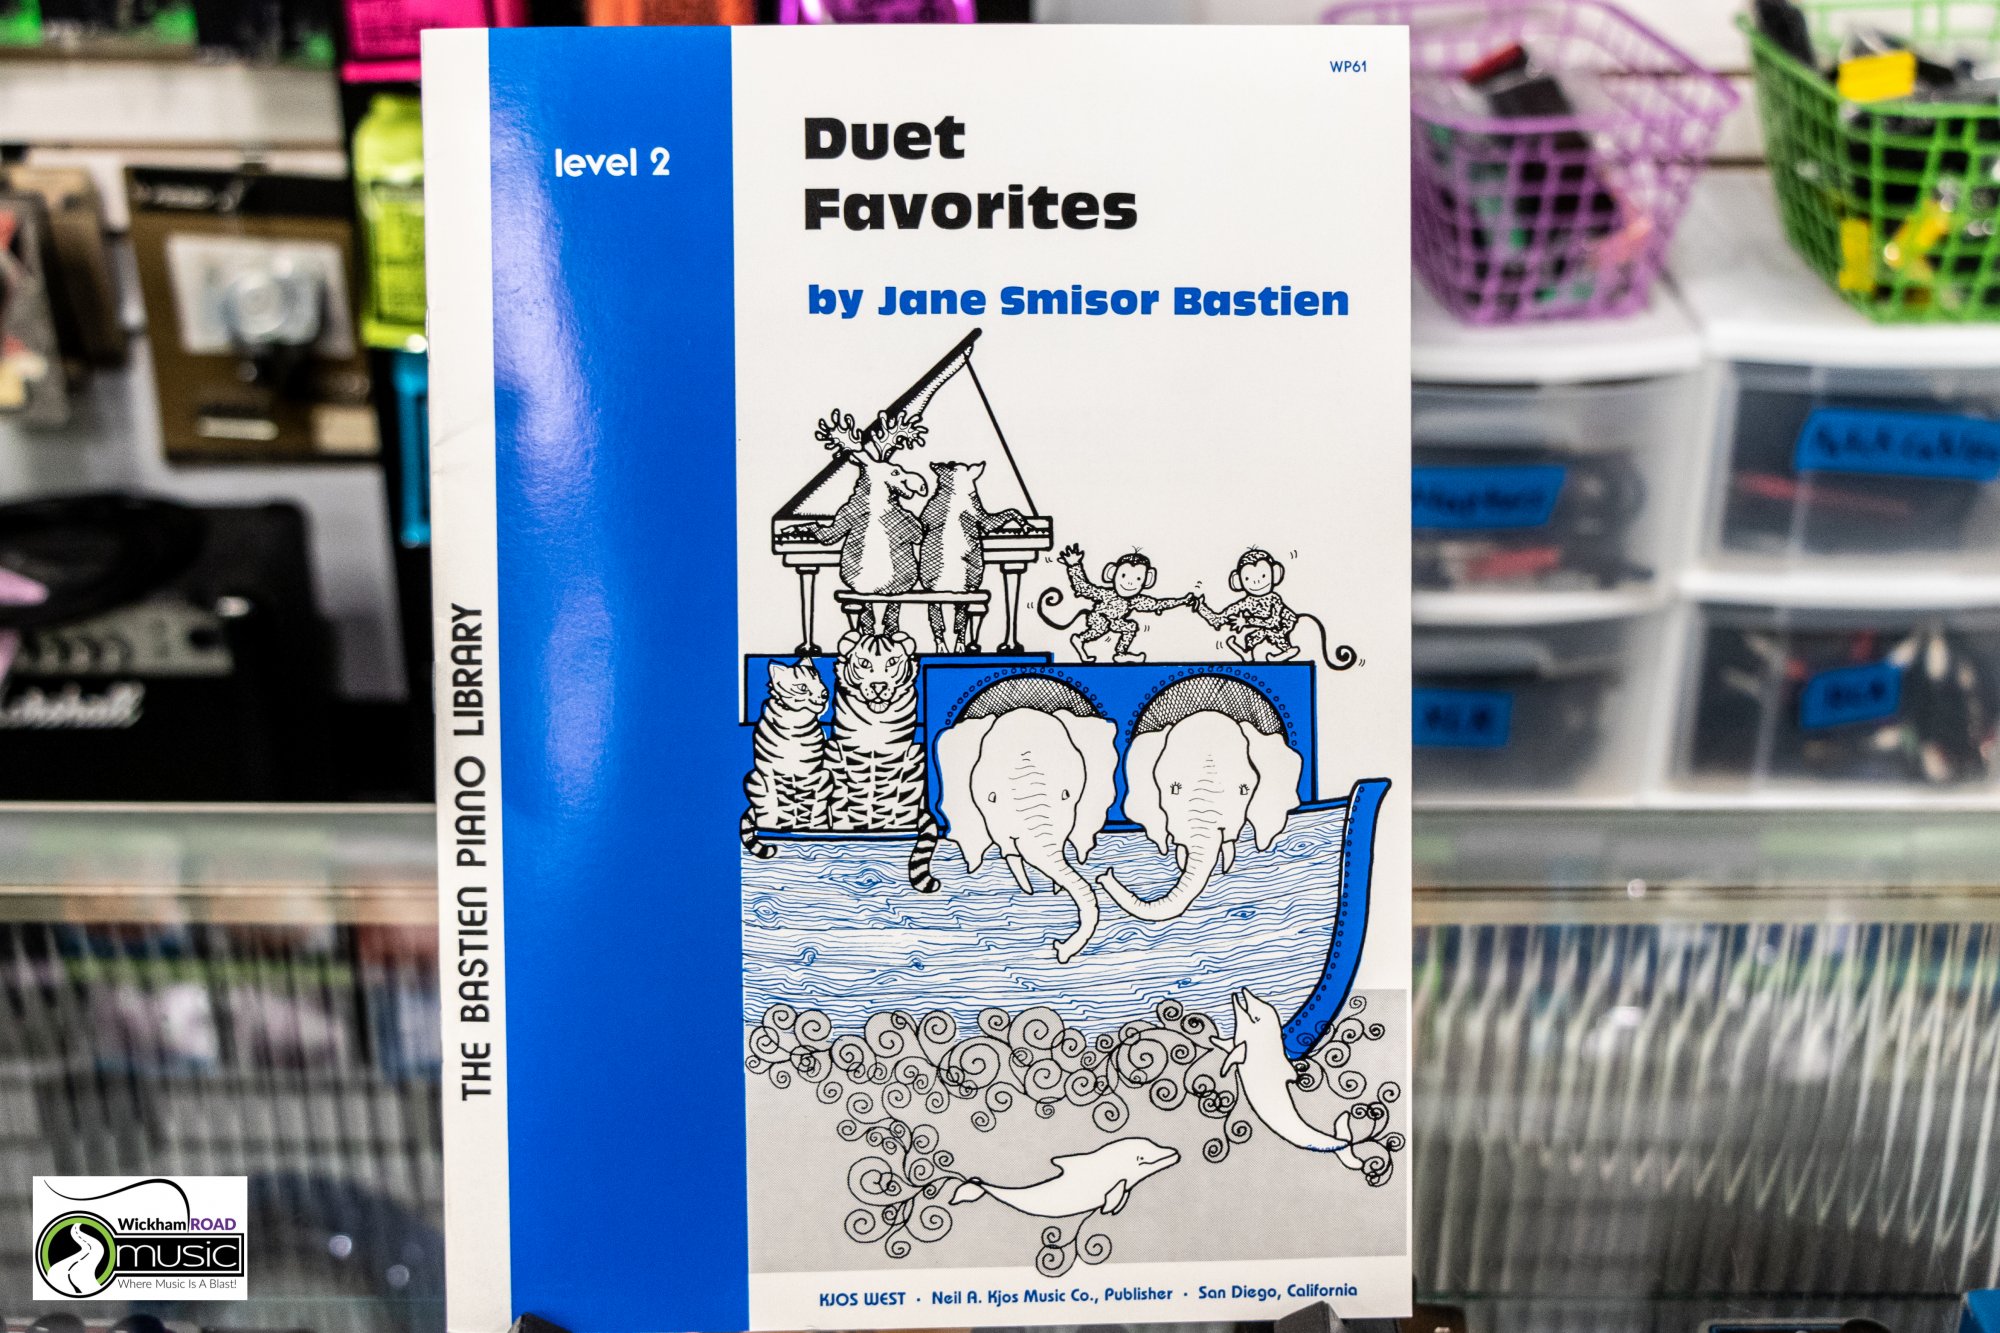 WP61
level 2
Duet
Favorites
by Jane Smisor Bastien
THE BASTIEN PIANO LIBRARY
KJOS WEST · Neil A. Kjos Music Co., Publisher · San Diego, California
Marshall
Wickham ROAD
music
Where Music Is A Blast!